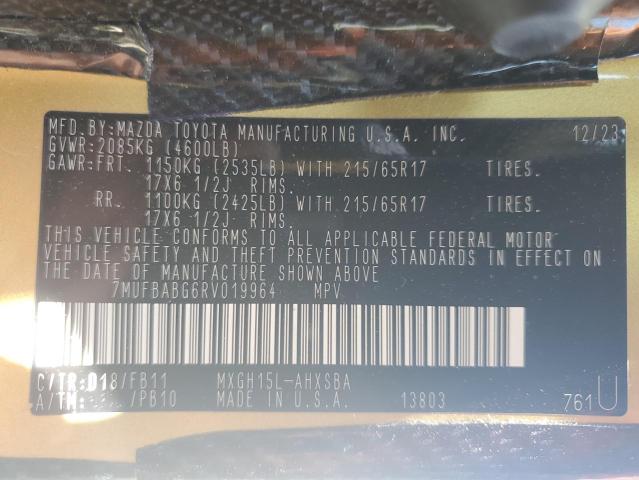 MFD.BY:MAZDA TOYOTA MANUFACTURING U.S.A. INC. 12/23
GVWR:2085KG (4600LB)
GAWR:FRT. 1150KG (2535LB) WITH 215/65R17 TIRES.
17X6 1/2J RIMS.
RR. 1100KG (2425LB) WITH 215/65R17 TIRES.
17X6 1/2J RIMS.
THIS VEHICLE CONFORMS TO ALL APPLICABLE FEDERAL MOTOR
VEHICLE SAFETY AND THEFT PREVENTION STANDARDS IN EFFECT ON
THE DATE OF MANUFACTURE SHOWN ABOVE.
7MUFBABG6RV019964 MPV
C/TR:D18/FB11 MXGH15L-AHXSBA
A/TM: /PB10 MADE IN U.S.A. 13803 761U